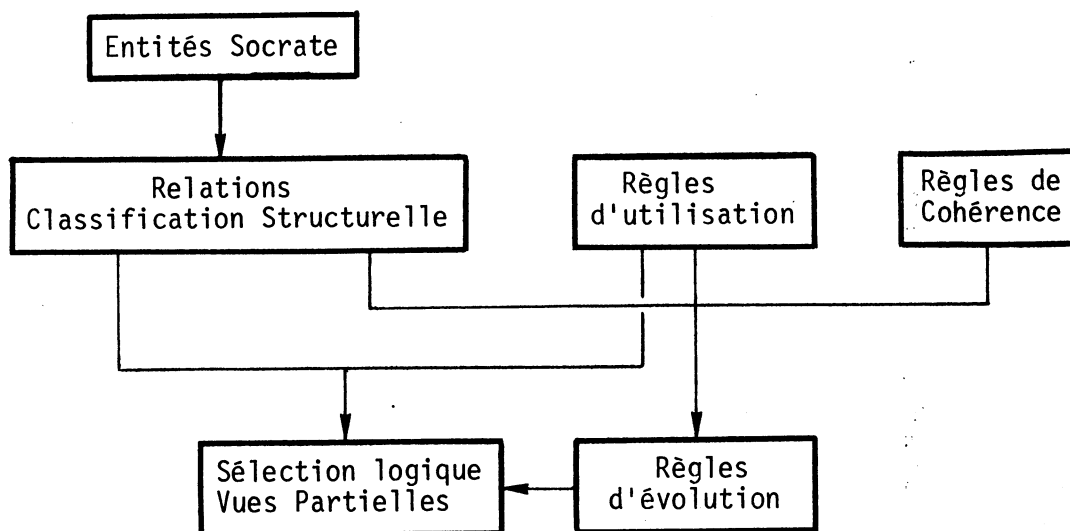 Entités Socrate
Relations
Classification Structurelle
Règles
d'utilisation
Règles de
Cohérence
Sélection logique
Vues Partielles
Règles
d'évolution